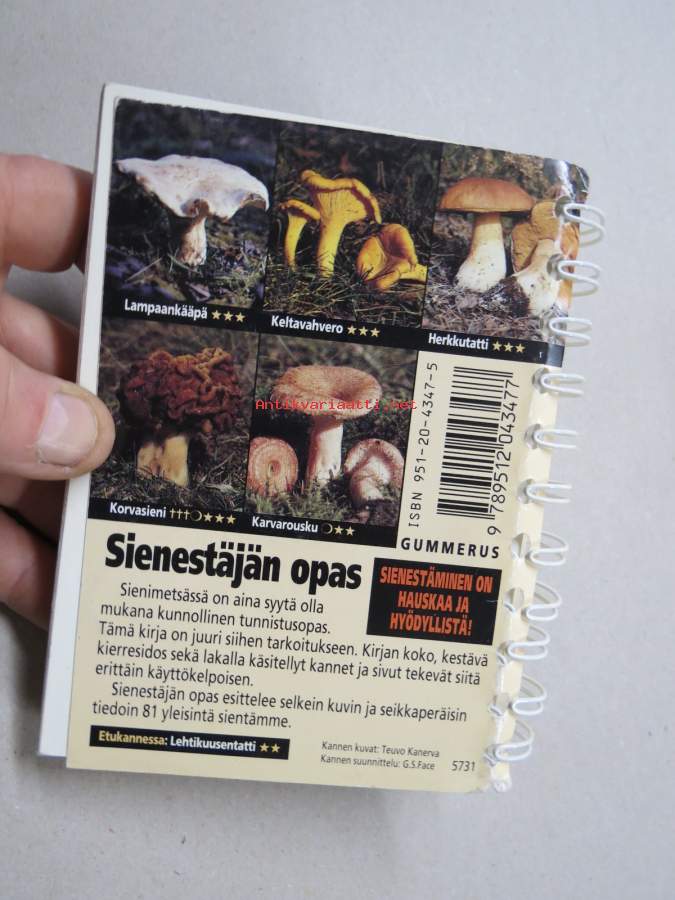 Lampaankääpä ★★★
Keltavahvero ★★★
Herkkutatti ★★★
Antikvariaatti.net
Korvasieni †††❍★★★
Karvarousku ❍★★
ISBN 951-20-4347-5
9 789512 043477
GUMMERUS
Sienestäjän opas
SIENESTÄMINEN ON
HAUSKAA JA
HYÖDYLLISTÄ!
Sienimetsässä on aina syytä olla
mukana kunnollinen tunnistusopas.
Tämä kirja on juuri siihen tarkoitukseen. Kirjan koko, kestävä
kierresidos sekä lakalla käsitellyt kannet ja sivut tekevät siitä
erittäin käyttökelpoisen.
Sienestäjän opas esittelee selkein kuvin ja seikkaperäisin
tiedoin 81 yleisintä sientämme.
Etukannessa: Lehtikuusentatti ★★
Kannen kuvat: Teuvo Kanerva
Kannen suunnittelu: G.S.Face
5731